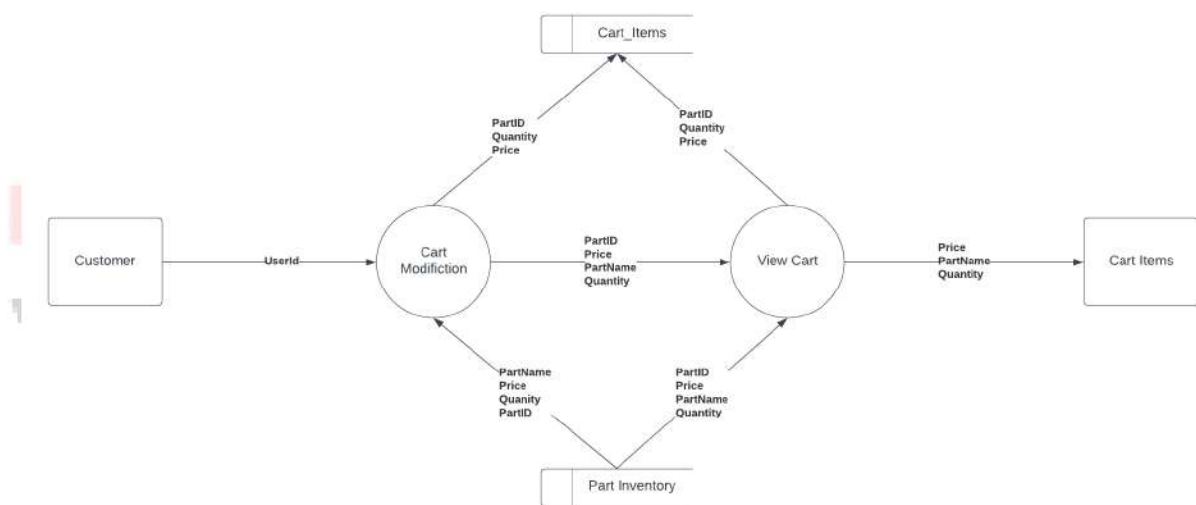 Cart_Items
PartID
Quantity
Price
PartID
Quantity
Price
Customer
UserId
Cart
Modifiction
PartID
Price
PartName
Quantity
View Cart
Price
PartName
Quantity
Cart Items
PartName
Price
Quanity
PartID
PartID
Price
PartName
Quantity
Part Inventory